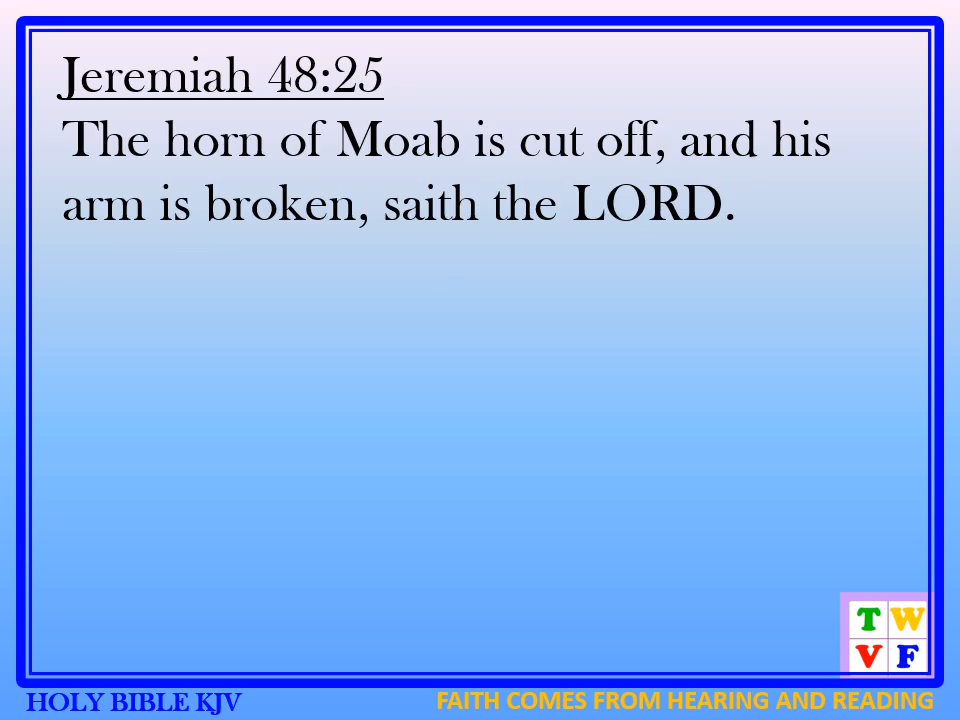 Jeremiah 48:25
The horn of Moab is cut off, and his
arm is broken, saith the LORD.
T W
V F
HOLY BIBLE KJV
FAITH COMES FROM HEARING AND READING